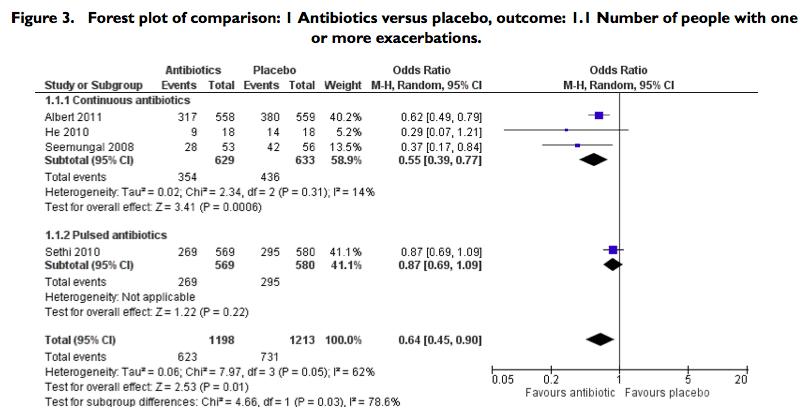 Figure 3. Forest plot of comparison: 1 Antibiotics versus placebo, outcome: 1.1 Number of people with one
or more exacerbations.
Antibiotics Placebo Odds Ratio Odds Ratio
Study or Subgroup Events Total Events Total Weight M-H, Random, 95% CI M-H, Random, 95% CI
1.1.1 Continuous antibiotics
Albert 2011 317 558 380 559 40.2% 0.62 [0.49, 0.79]
He 2010 9 18 14 18 5.2% 0.29 [0.07, 1.21]
Seemungal 2008 28 53 42 56 13.5% 0.37 [0.17, 0.84]
Subtotal (95% CI) 629 633 58.9% 0.55 [0.39, 0.77]
Total events 354 436
Heterogeneity: Tau² = 0.02; Chi² = 2.34, df = 2 (P = 0.31); I² = 14%
Test for overall effect: Z = 3.41 (P = 0.0006)
1.1.2 Pulsed antibiotics
Sethi 2010 269 569 295 580 41.1% 0.87 [0.69, 1.09]
Subtotal (95% CI) 569 580 41.1% 0.87 [0.69, 1.09]
Total events 269 295
Heterogeneity: Not applicable
Test for overall effect: Z = 1.22 (P = 0.22)
Total (95% CI) 1198 1213 100.0% 0.64 [0.45, 0.90]
Total events 623 731
Heterogeneity: Tau² = 0.06; Chi² = 7.97, df = 3 (P = 0.05); I² = 62%
Test for overall effect: Z = 2.53 (P = 0.01)
Test for subgroup differences: Chi² = 4.66, df = 1 (P = 0.03), I² = 78.6%
0.05 0.2 1 5 20
Favours antibiotic Favours placebo